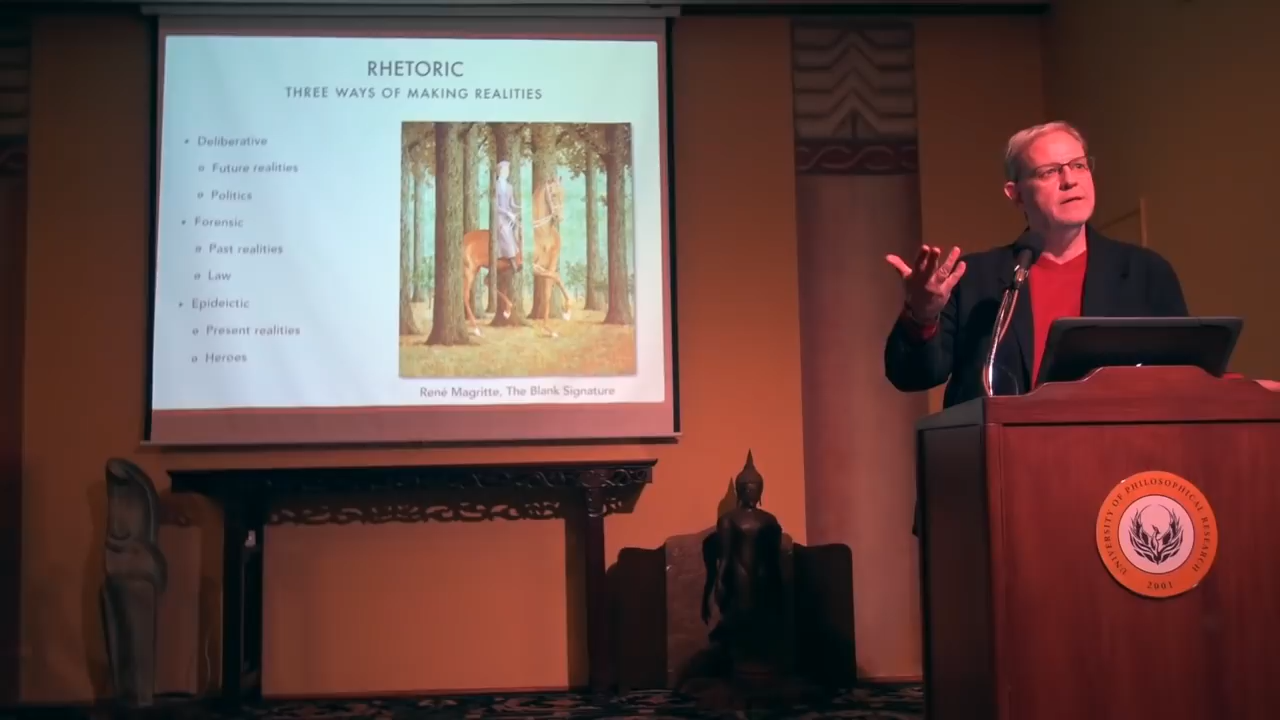 RHETORIC
THREE WAYS OF MAKING REALITIES
Deliberative
Future realities
Politics
Forensic
Past realities
Law
Epideictic
Present realities
Heroes
René Magritte, The Blank Signature
UNIVERSITY OF PHILOSOPHICAL RESEARCH
2001